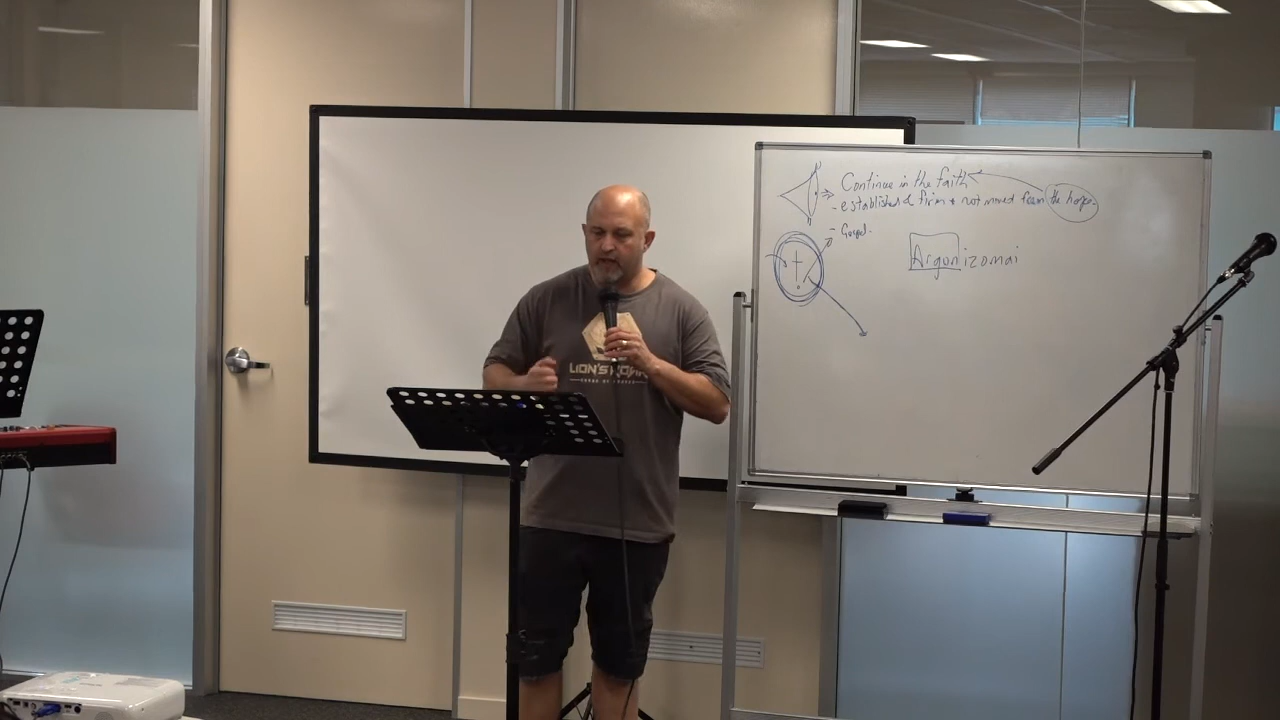 Continue in the faith
- established & firm + not moved from the hope.
- Gospel.
Argonizomai
LION'S ROAR